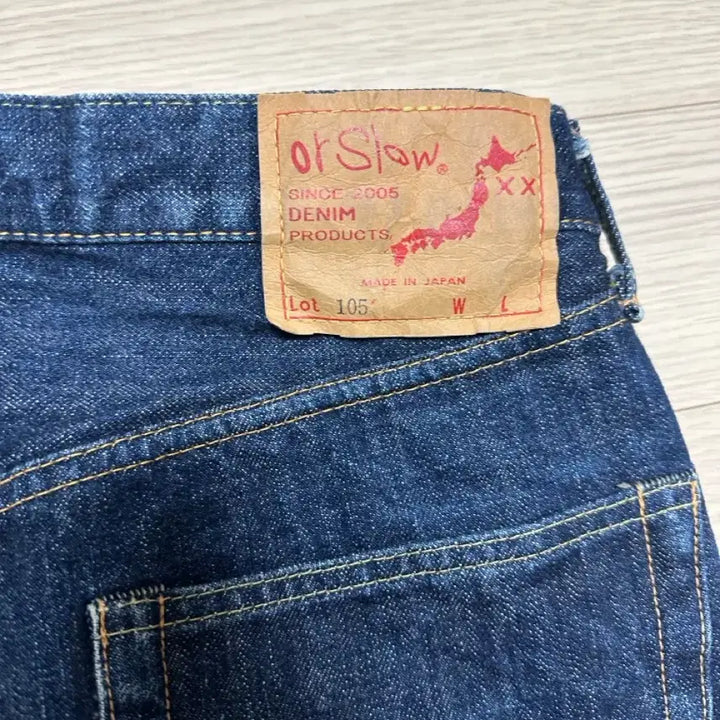 orSlow®
XX
SINCE 2005
DENIM
PRODUCTS
MADE IN JAPAN
Lot 105 W L